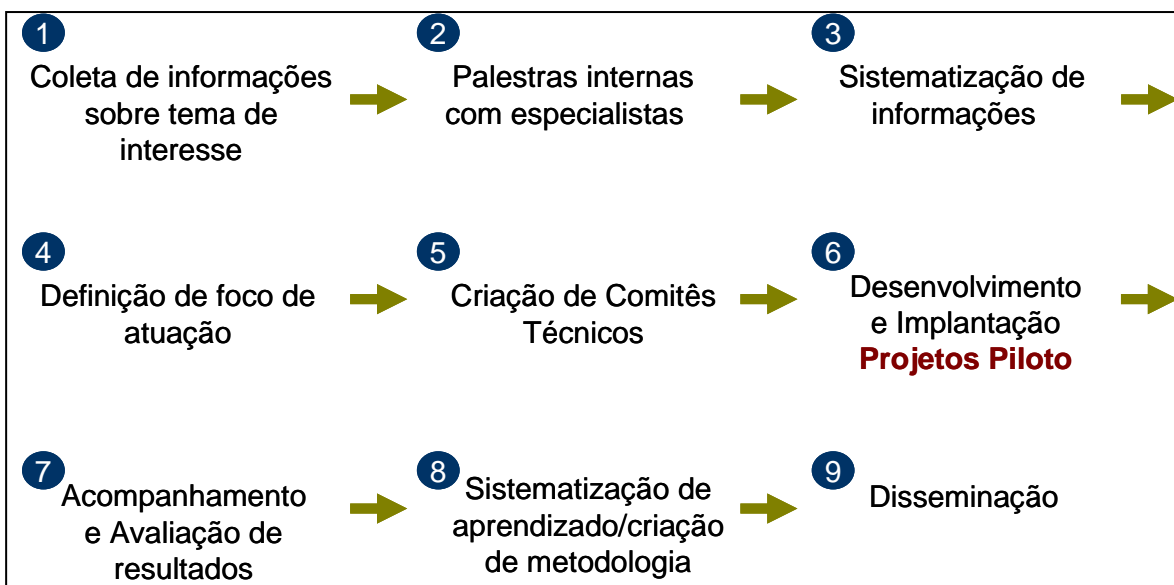 1
Coleta de informações
sobre tema de
interesse
2
Palestras internas
com especialistas
3
Sistematização de
informações
4
Definição de foco de
atuação
5
Criação de Comitês
Técnicos
6
Desenvolvimento
e Implantação
Projetos Piloto
7
Acompanhamento
e Avaliação de
resultados
8
Sistematização de
aprendizado/criação
de metodologia
9
Disseminação